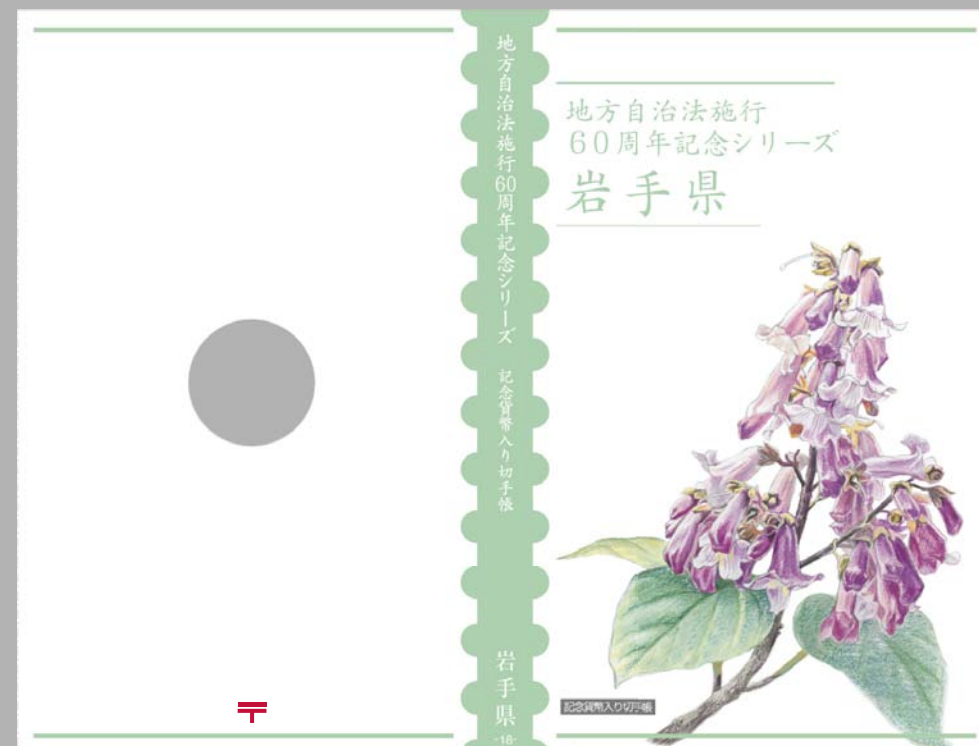 地方自治法施行
60周年記念シリーズ
岩手県
記念貨幣入り切手帳
地方自治法施行60周年記念シリーズ
記念貨幣入り切手帳
岩手県
-18-
〒